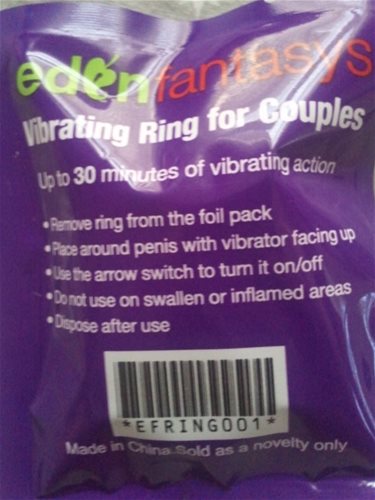 edenfantasys
Vibrating Ring for Couples
Up to 30 minutes of vibrating action
• Remove ring from the foil pack
• Place around penis with vibrator facing up
• Use the arrow switch to turn it on/off
• Do not use on swallen or inflamed areas
• Dispose after use
*EFRING001*
Made in China Sold as a novelty only